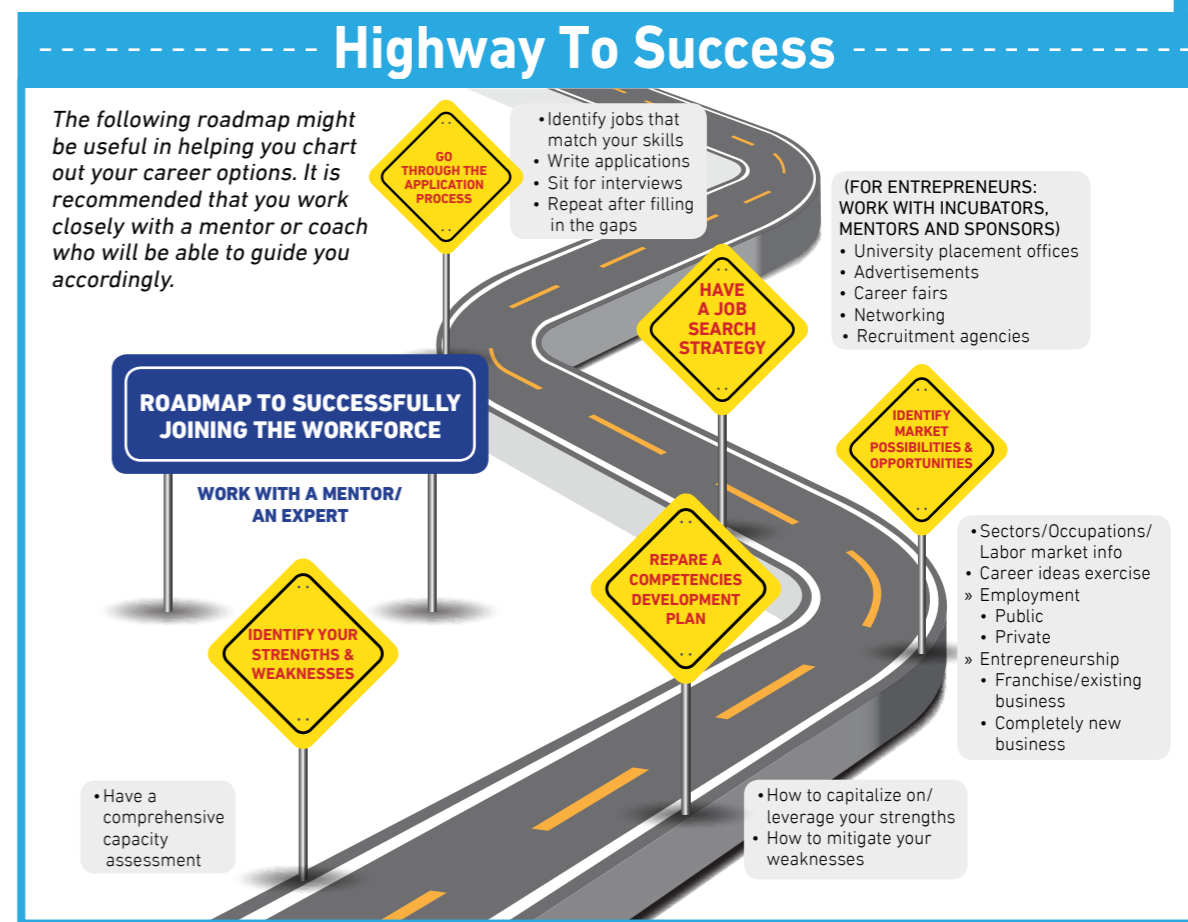 Highway To Success
The following roadmap might
be useful in helping you chart
out your career options. It is
recommended that you work
closely with a mentor or coach
who will be able to guide you
accordingly.
GO
THROUGH THE
APPLICATION
PROCESS
•Identify jobs that
match your skills
• Write applications
• Sit for interviews
• Repeat after filling
in the gaps
(FOR ENTREPRENEURS:
WORK WITH INCUBATORS,
MENTORS AND SPONSORS)
• University placement offices
• Advertisements
• Career fairs
• Networking
• Recruitment agencies
HAVE
A JOB
SEARCH
STRATEGY
ROADMAP TO SUCCESSFULLY
JOINING THE WORKFORCE
WORK WITH A MENTOR/
AN EXPERT
IDENTIFY
MARKET
POSSIBILITIES &
OPPORTUNITIES
•Sectors/Occupations/
Labor market info
• Career ideas exercise
» Employment
• Public
• Private
» Entrepreneurship
• Franchise/existing
business
• Completely new
business
REPARE A
COMPETENCIES
DEVELOPMENT
PLAN
•How to capitalize on/
leverage your strengths
• How to mitigate your
weaknesses
IDENTIFY YOUR
STRENGTHS &
WEAKNESSES
•Have a
comprehensive
capacity
assessment